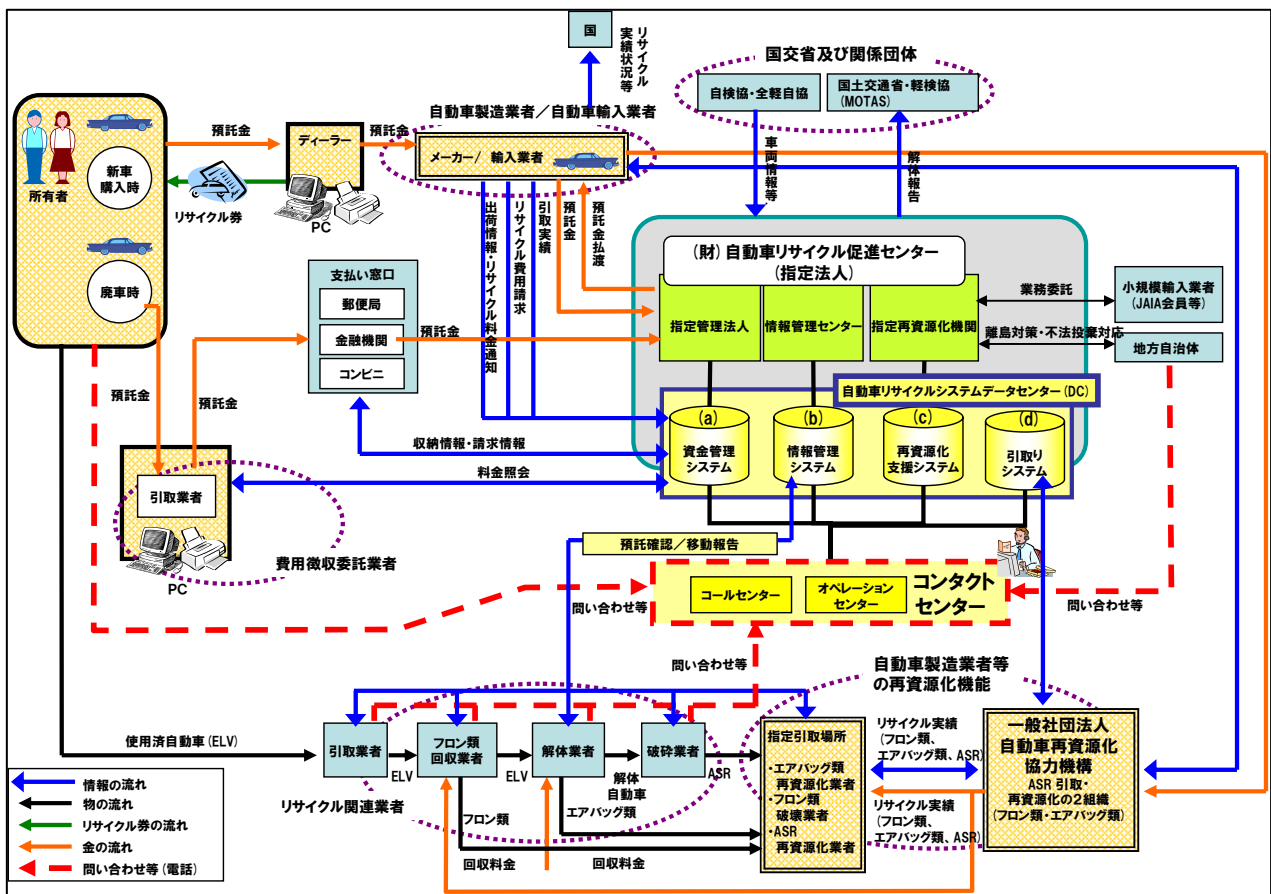 国
リサイクル
実績状況等
国交省及び関係団体
自検協・全軽自協
国土交通省・軽検協
(MOTAS)
自動車製造業者/自動車輸入業者
メーカー/ 輸入業者
預託金
ディーラー
預託金
所有者
新車
購入時
リサイクル券
PC
廃車時
車両情報等
解体報告
出荷情報・リサイクル料金通知
リサイクル費用請求
引取実績
預託金
預託金払渡
(財)自動車リサイクル促進センター
(指定法人)
指定管理法人
情報管理センター
指定再資源化機関
業務委託
小規模輸入業者
(JAIA会員等)
離島対策・不法投棄対応
地方自治体
支払い窓口
郵便局
金融機関
コンビニ
預託金
預託金
預託金
自動車リサイクルシステムデータセンター(DC)
(a)
資金管理
システム
(b)
情報管理
システム
(c)
再資源化
支援システム
(d)
引取り
システム
収納情報・請求情報
料金照会
引取業者
PC
費用徴収委託業者
預託確認/移動報告
コールセンター
オペレーション
センター
コンタクト
センター
問い合わせ等
問い合わせ等
問い合わせ等
自動車製造業者等
の再資源化機能
使用済自動車(ELV)
引取業者
ELV
フロン類
回収業者
ELV
解体業者
解体
自動車
破砕業者
ASR
リサイクル関連業者
フロン類
エアバッグ類
回収料金
回収料金
指定引取場所
・エアバッグ類
再資源化業者
・フロン類
破壊業者
・ASR
再資源化業者
リサイクル実績
(フロン類、
エアバッグ類、ASR)
リサイクル実績
(フロン類、
エアバッグ類、ASR)
一般社団法人
自動車再資源化
協力機構
ASR 引取・
再資源化の2組織
(フロン類・エアバッグ類)
情報の流れ
物の流れ
リサイクル券の流れ
金の流れ
問い合わせ等(電話)